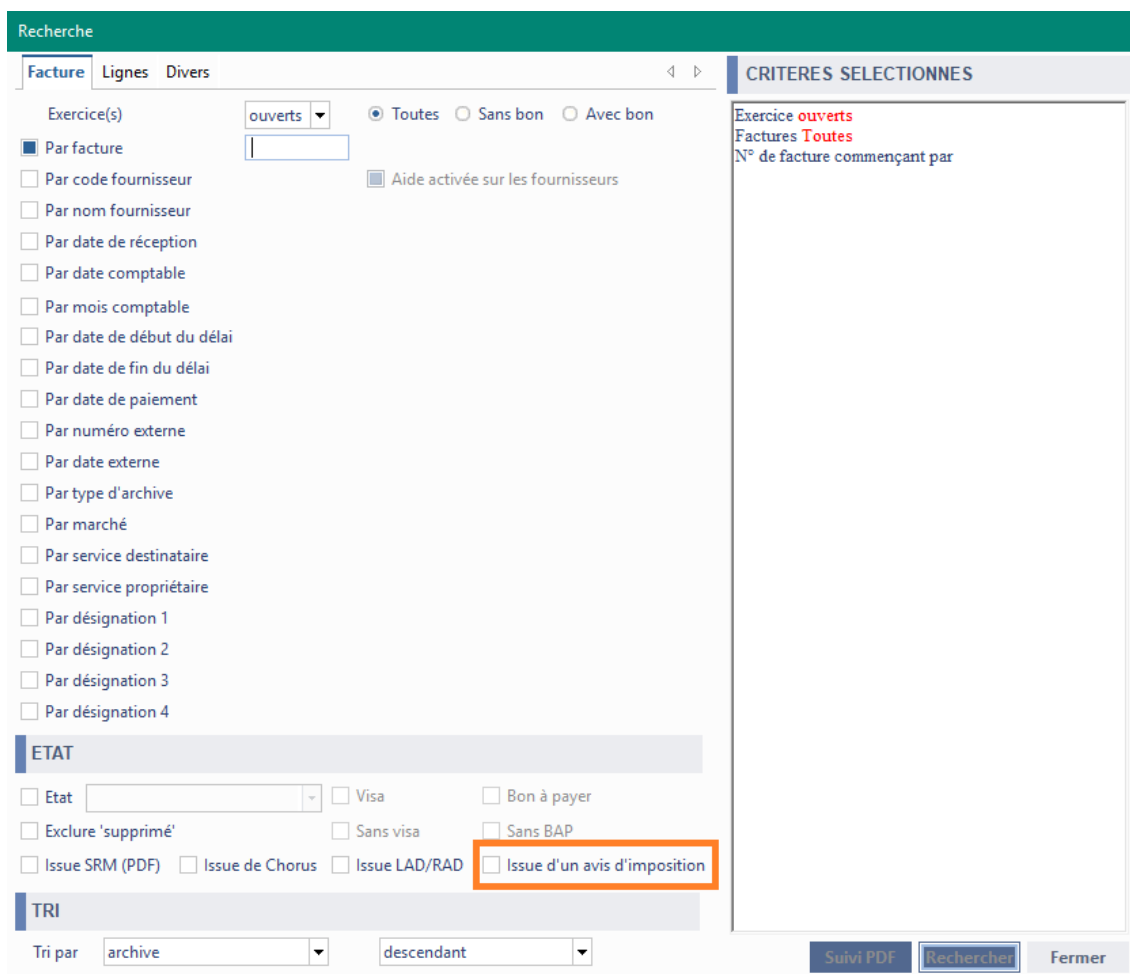 Recherche
Facture Lignes Divers
Exercice(s) ouverts Toutes Sans bon Avec bon
Par facture
Par code fournisseur Aide activée sur les fournisseurs
Par nom fournisseur
Par date de réception
Par date comptable
Par mois comptable
Par date de début du délai
Par date de fin du délai
Par date de paiement
Par numéro externe
Par date externe
Par type d'archive
Par marché
Par service destinataire
Par service propriétaire
Par désignation 1
Par désignation 2
Par désignation 3
Par désignation 4
ETAT
Etat Visa Bon à payer
Exclure 'supprimé' Sans visa Sans BAP
Issue SRM (PDF) Issue de Chorus Issue LAD/RAD Issue d'un avis d'imposition
TRI
Tri par archive descendant
CRITERES SELECTIONNES
Exercice ouverts
Factures Toutes
N° de facture commençant par
Suivi PDF Rechercher Fermer